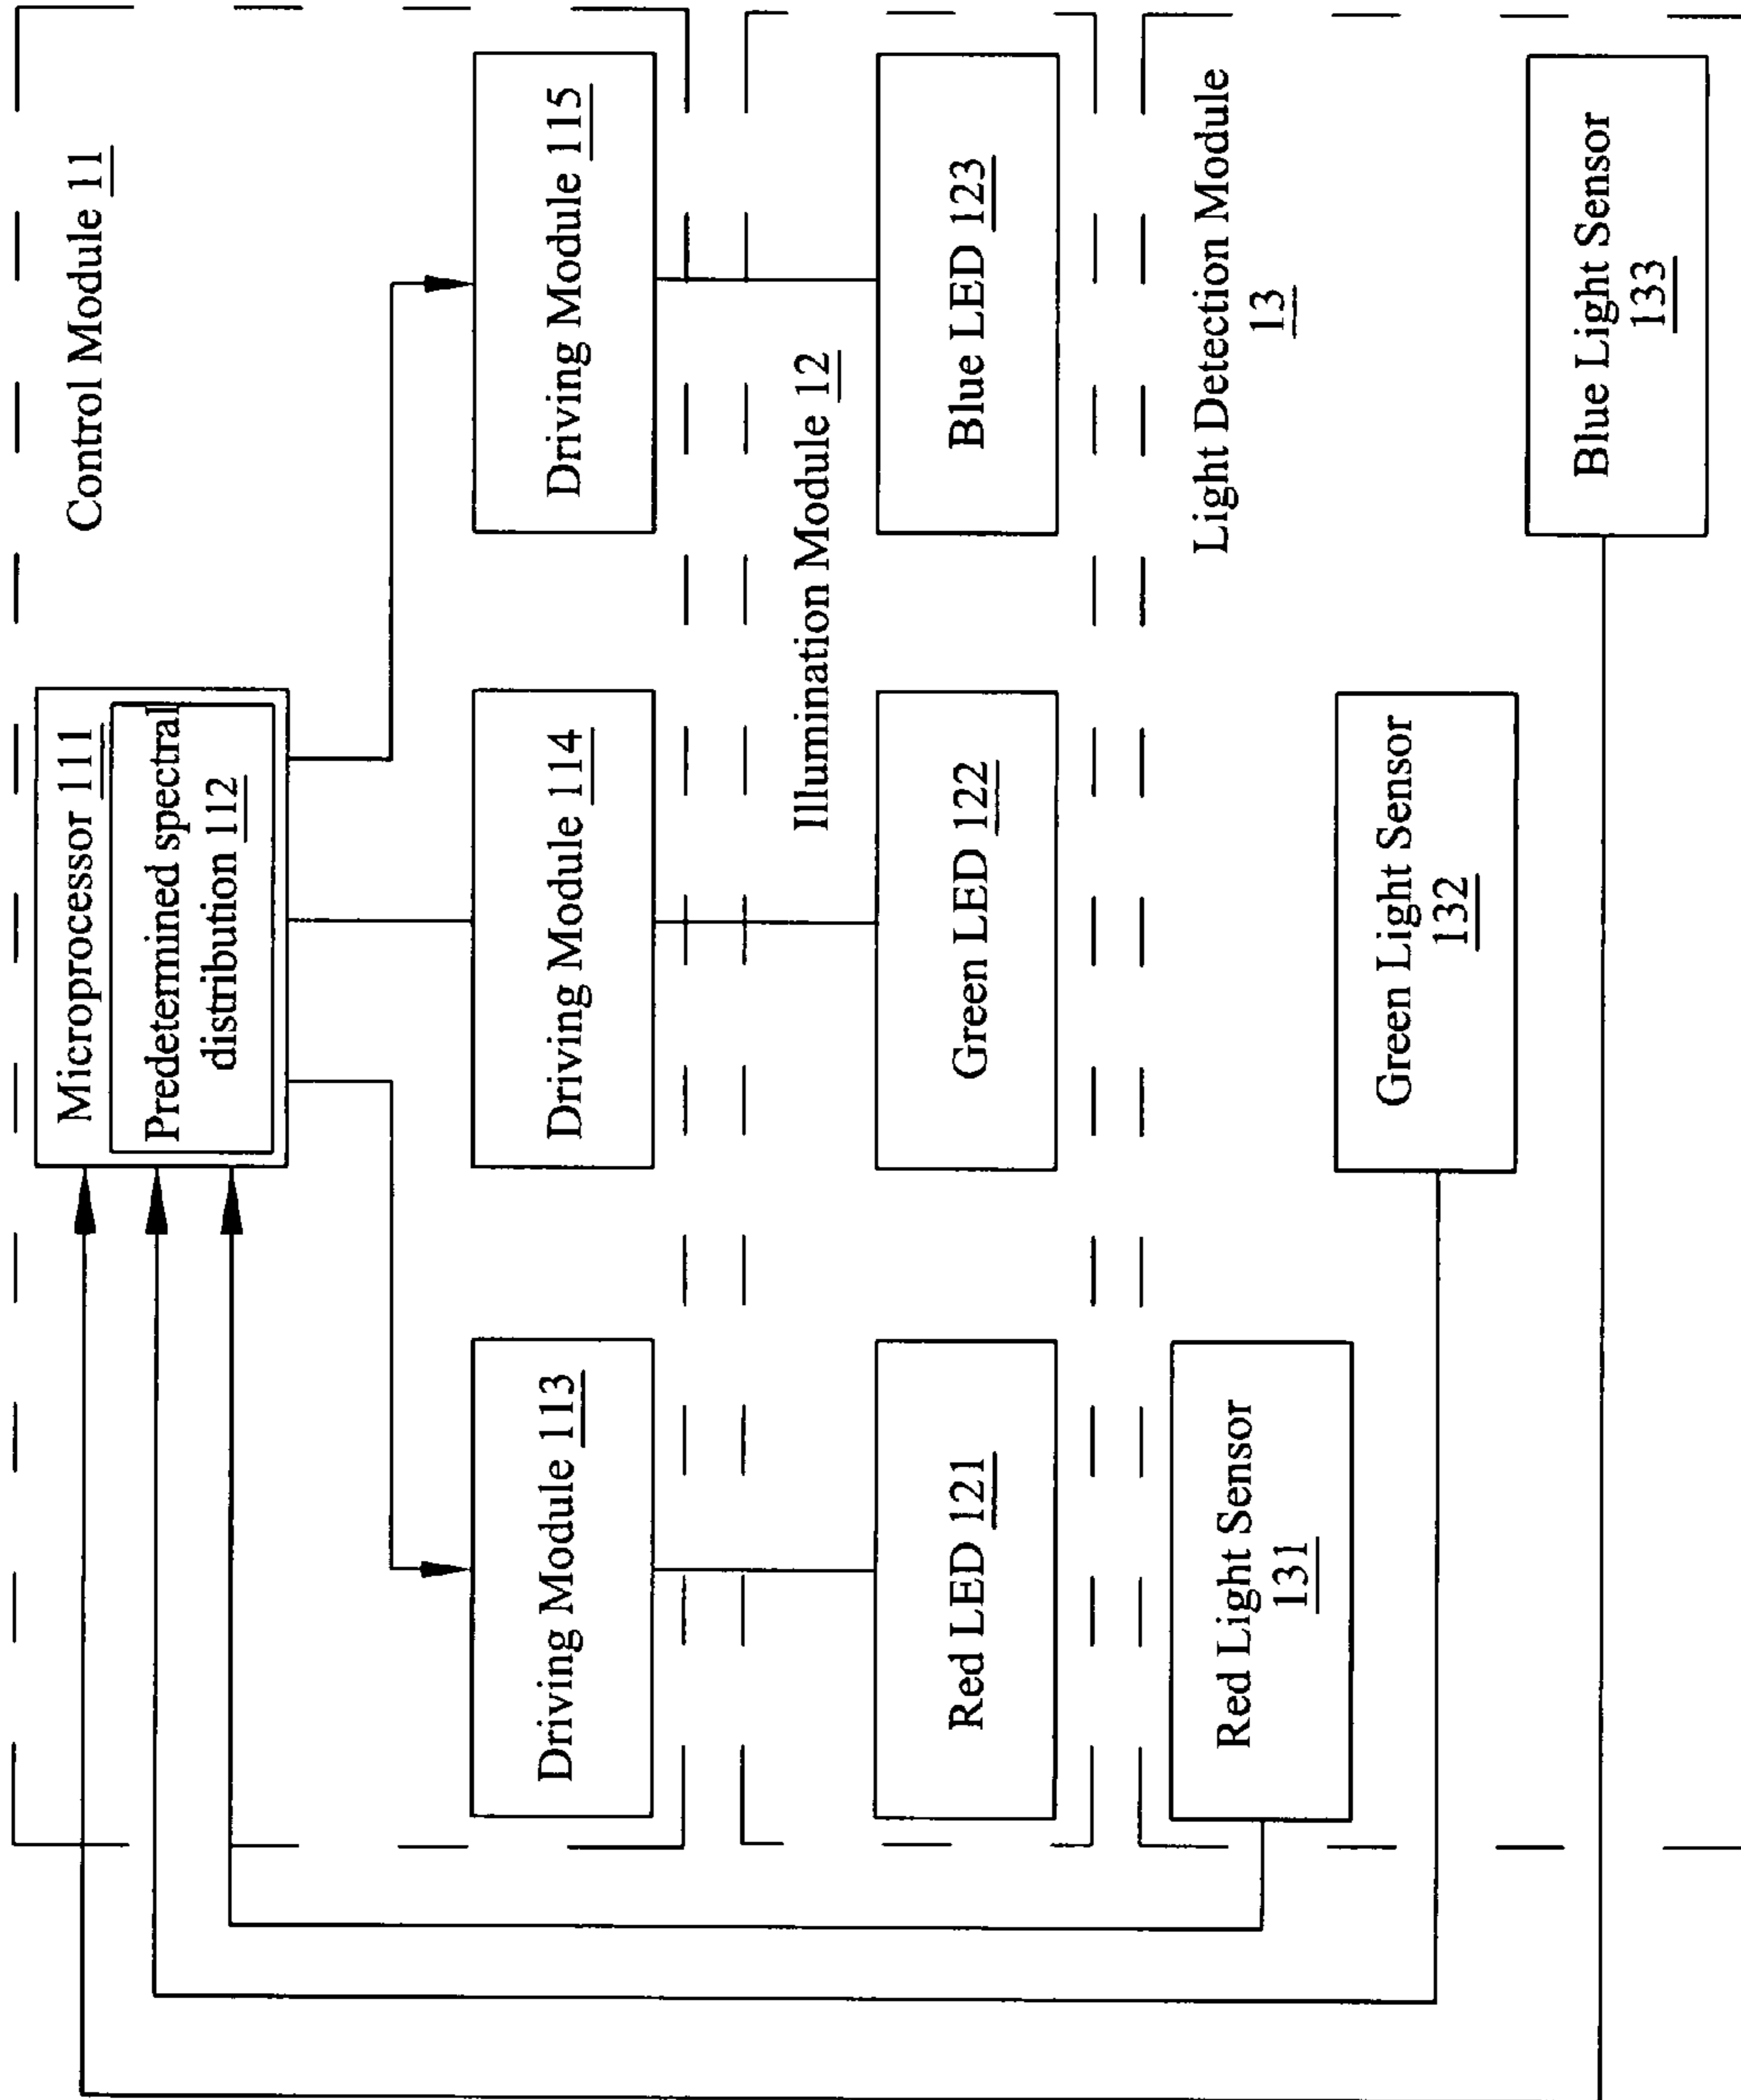 Control Module 11
Microprocessor 111
Predetermined spectral
distribution 112
Driving Module 113
Driving Module 114
Driving Module 115
Illumination Module 12
Red LED 121
Green LED 122
Blue LED 123
Light Detection Module
13
Red Light Sensor
131
Green Light Sensor
132
Blue Light Sensor
133